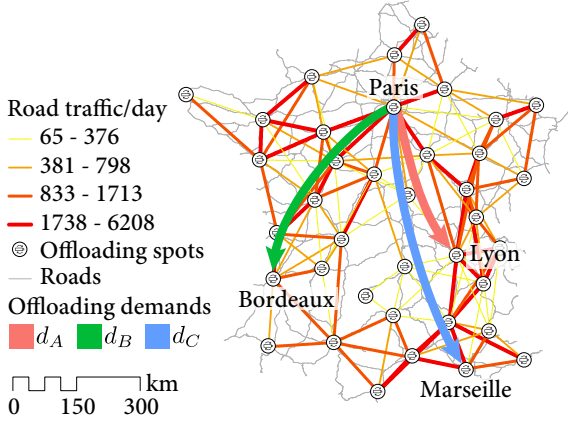 Paris
Road traffic/day
65 - 376
381 - 798
833 - 1713
1738 - 6208
Offloading spots
Roads
Lyon
Offloading demands
Bordeaux
d_A d_B d_C
km
0 150 300
Marseille